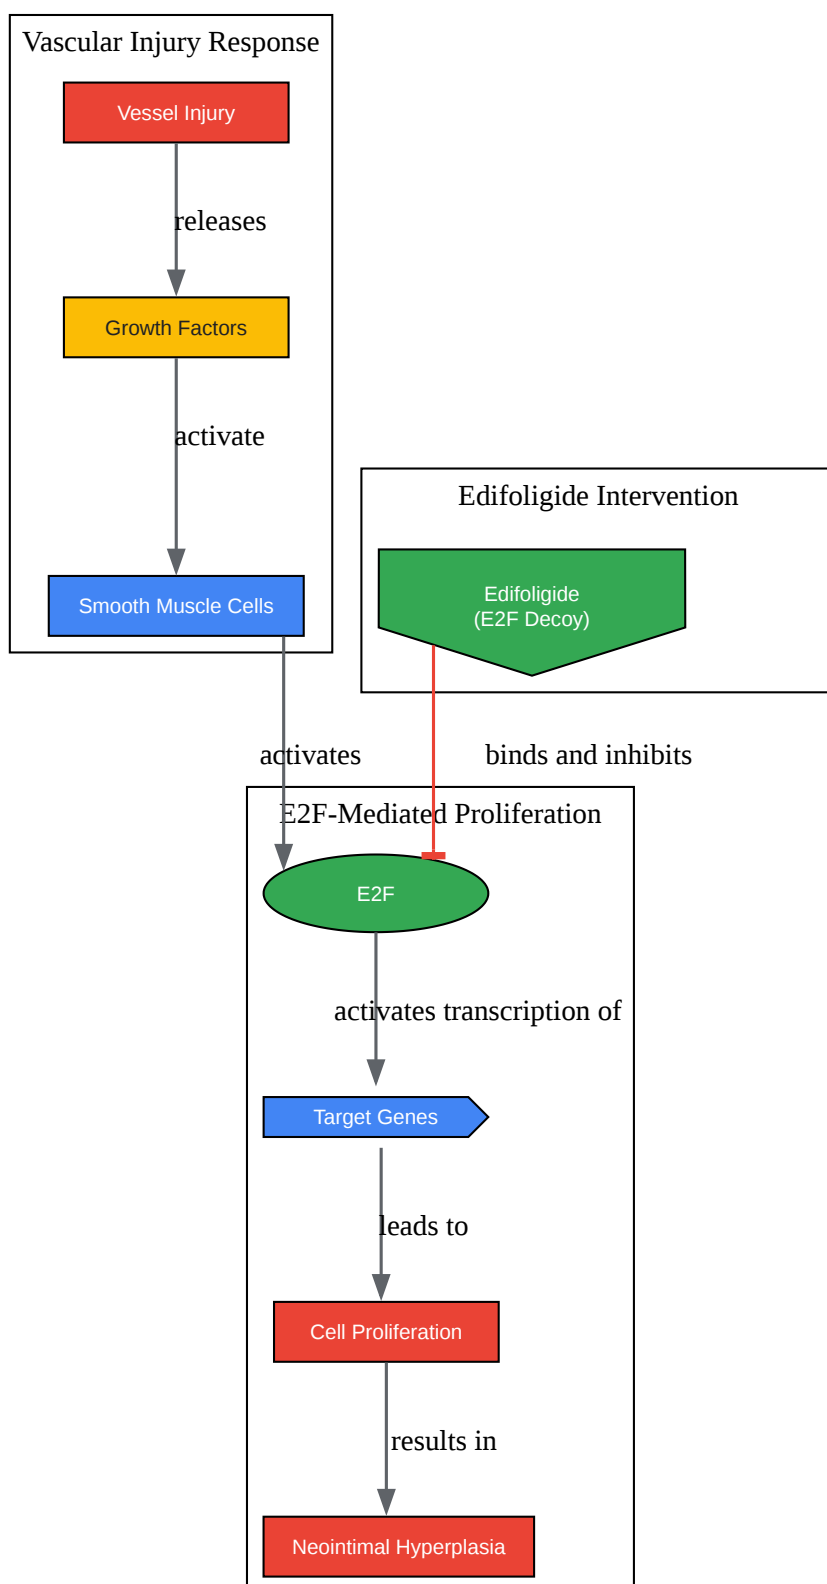 Vascular Injury Response
Vessel Injury
releases
Growth Factors
activate
Smooth Muscle Cells
Edifoligide Intervention
Edifoligide
(E2F Decoy)
activates
binds and inhibits
E2F-Mediated Proliferation
E2F
activates transcription of
Target Genes
leads to
Cell Proliferation
results in
Neointimal Hyperplasia